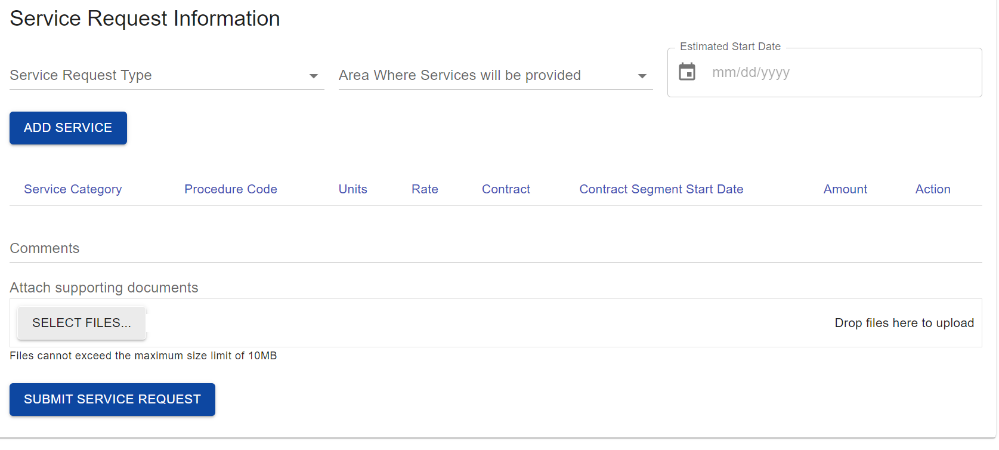 Service Request Information
Estimated Start Date
Service Request Type Area Where Services will be provided mm/dd/yyyy
ADD SERVICE
Service Category Procedure Code Units Rate Contract Contract Segment Start Date Amount Action
Comments
Attach supporting documents
SELECT FILES... Drop files here to upload
Files cannot exceed the maximum size limit of 10MB
SUBMIT SERVICE REQUEST